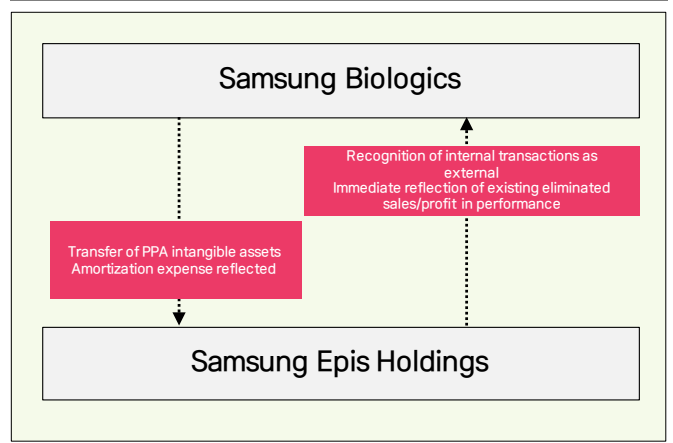 Samsung Biologics
Recognition of internal transactions as
external
Immediate reflection of existing eliminated
sales/profit in performance
Transfer of PPA intangible assets
Amortization expense reflected
Samsung Epis Holdings